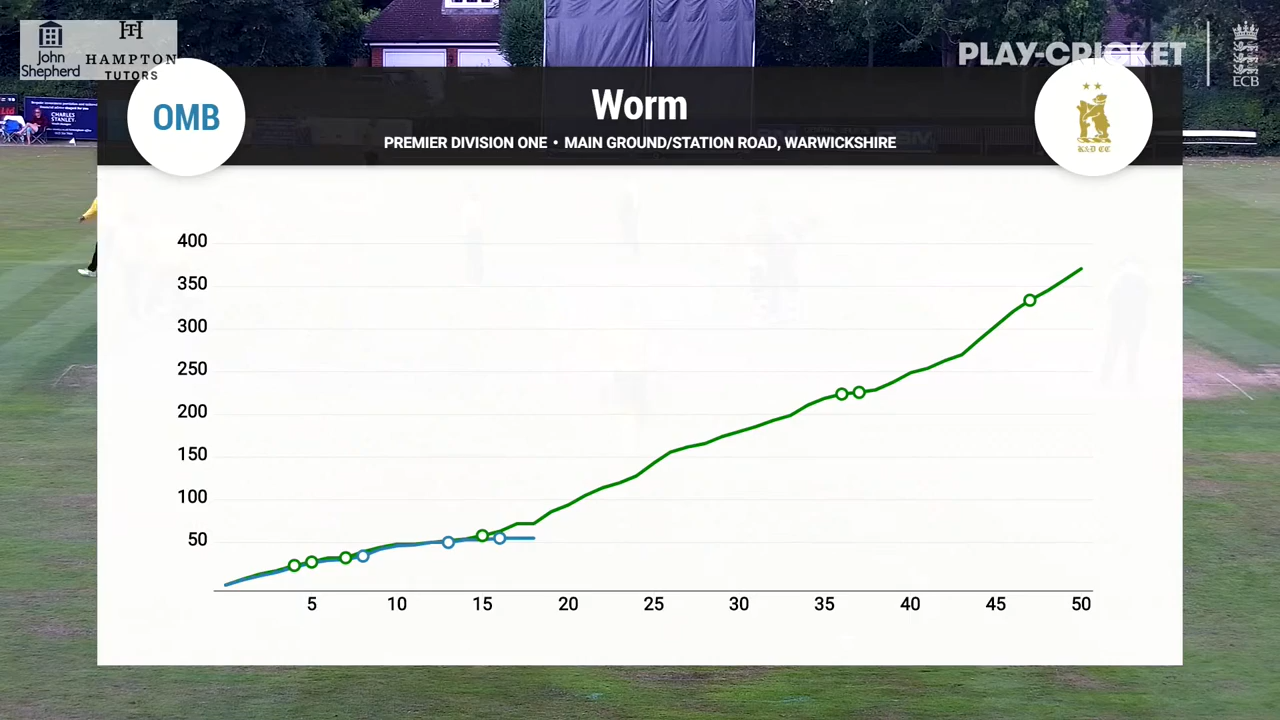 John
Shepherd
HAMPTON
TUTORS
PLAY-CRICKET
ECB
OMB
Worm
PREMIER DIVISION ONE • MAIN GROUND/STATION ROAD, WARWICKSHIRE
K&D CC
CHARLES
STANLEY
400
350
300
250
200
150
100
50
5
10
15
20
25
30
35
40
45
50